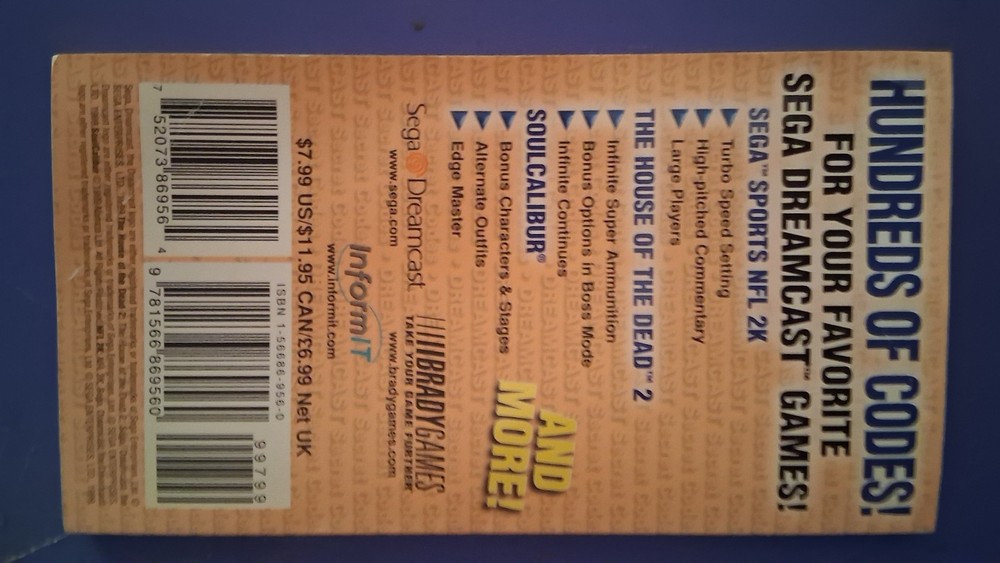 HUNDREDS OF CODES!
FOR YOUR FAVORITE
SEGA DREAMCAST™ GAMES!
SEGA™ SPORTS NFL 2K
Turbo Speed Setting
High-pitched Commentary
Large Players
THE HOUSE OF THE DEAD™ 2
Infinite Super Ammunition
Bonus Options in Boss Mode
Infinite Continues
SOULCALIBUR®
Bonus Characters & Stages
Alternate Outfits
Edge Master
AND
MORE!
Sega Dreamcast
www.sega.com
BRADYGAMES
TAKE YOUR GAME FURTHER
www.bradygames.com
InformIT
www.informit.com
$7.99 US/$11.95 CAN/£6.99 Net UK
7 52073 86956 4
ISBN 1-56686-956-0
9 781566 869560
99799